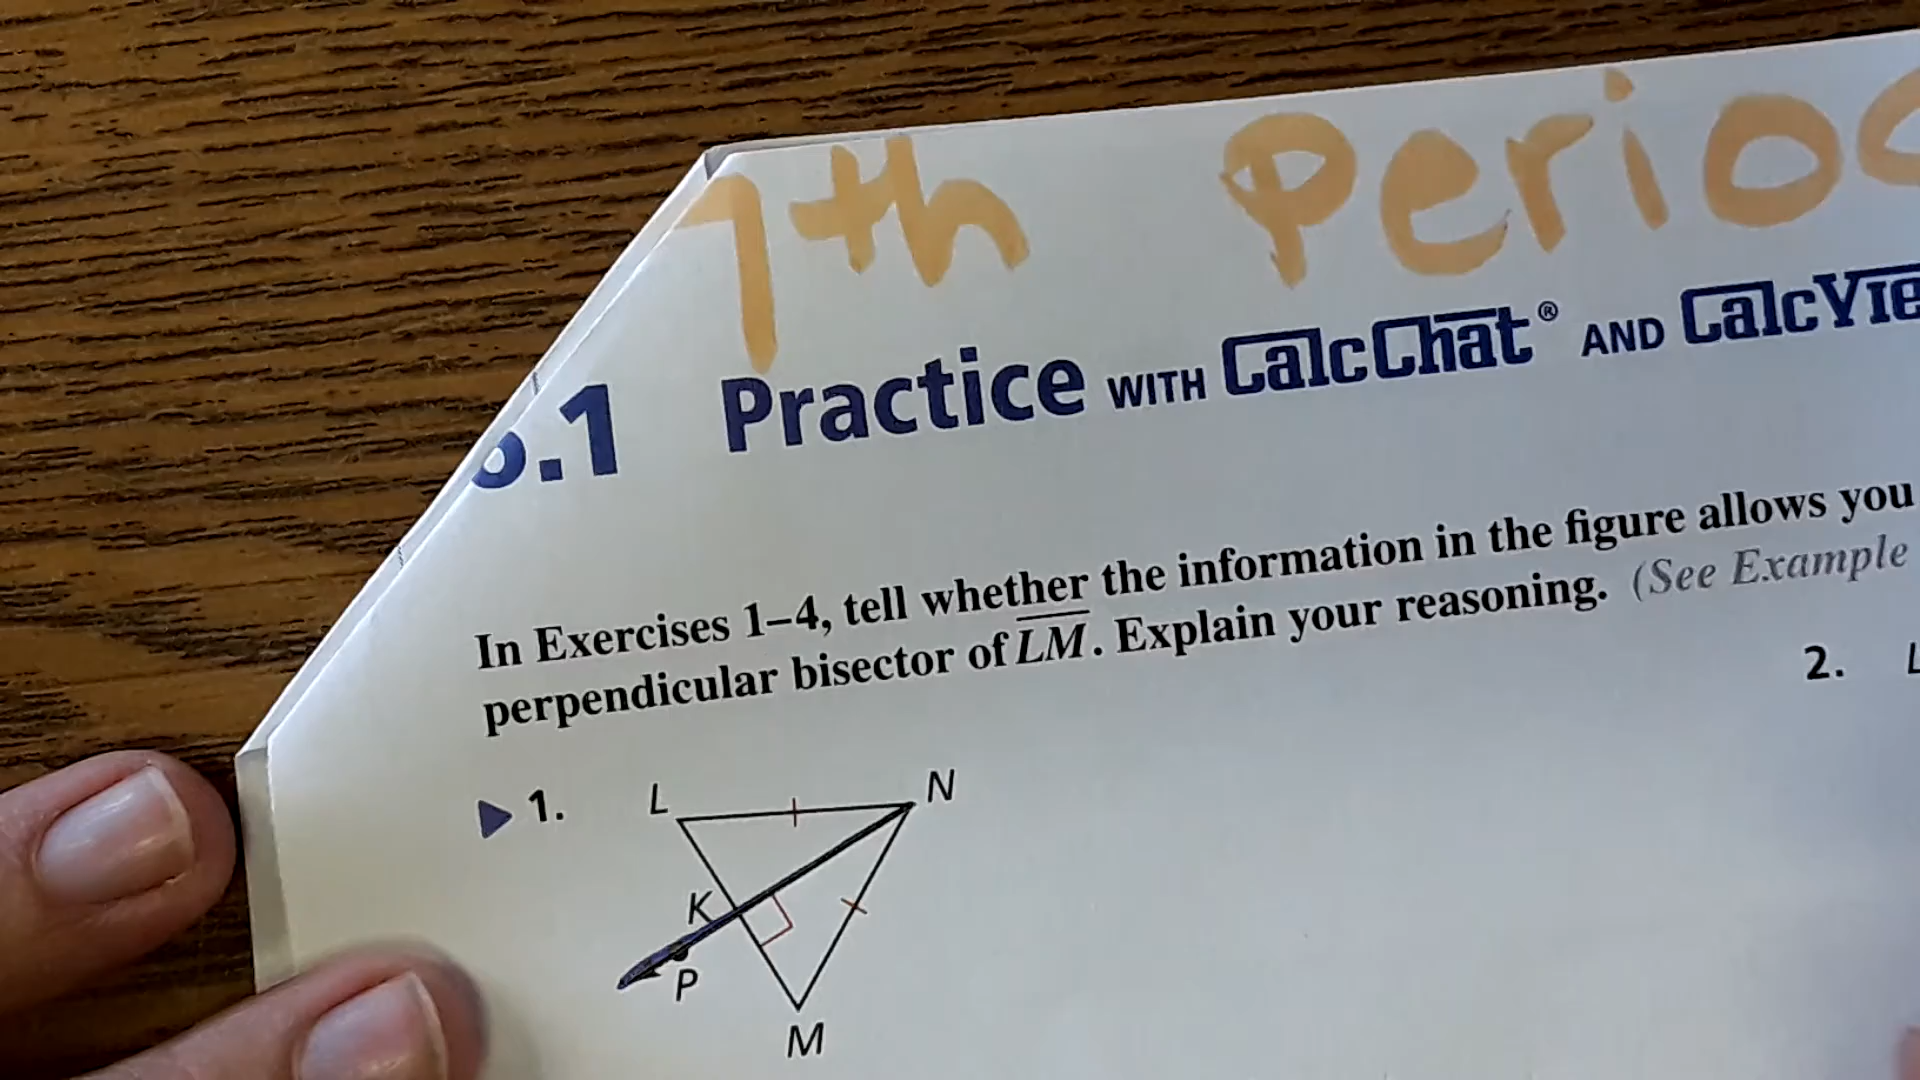 7th Perio
.1 Practice WITH CalcChat® AND CalcVIE
In Exercises 1–4, tell whether the information in the figure allows you
perpendicular bisector of LM. Explain your reasoning. (See Example
2. L
1. L N
K
P
M